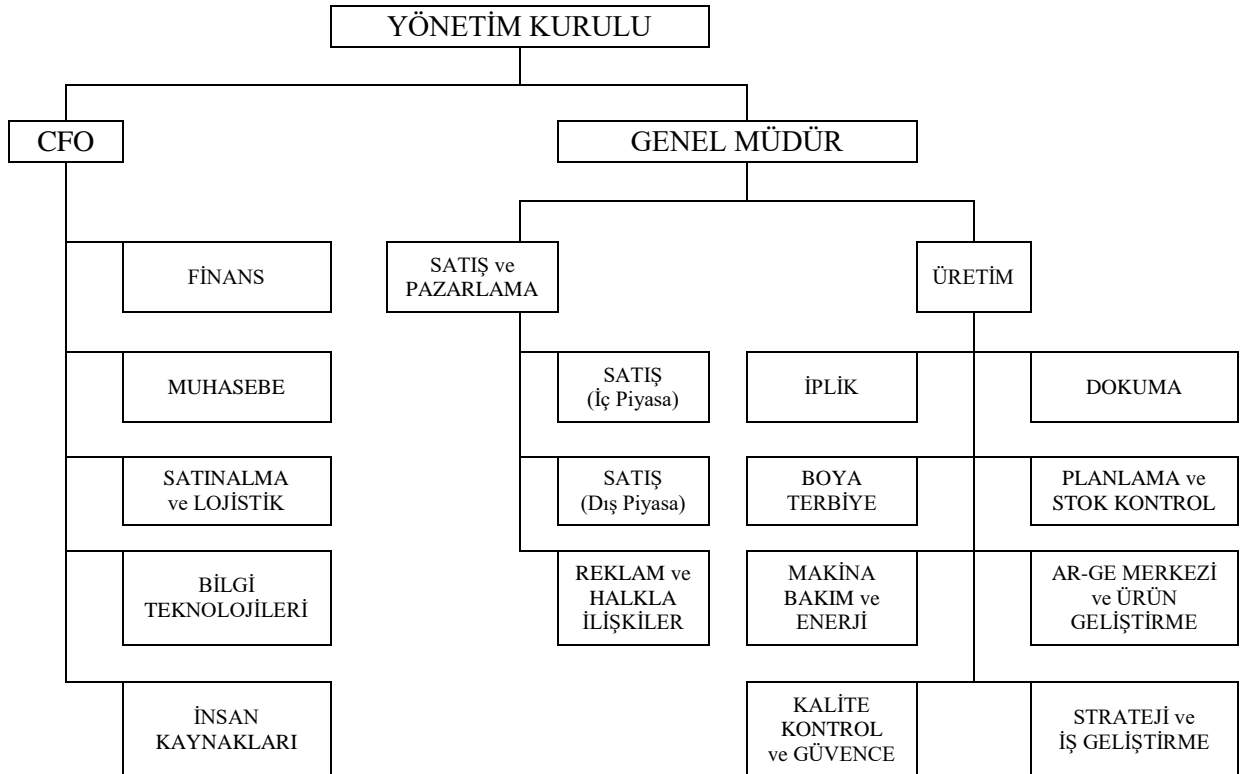 YÖNETİM KURULU
CFO
GENEL MÜDÜR
FİNANS
SATIŞ ve
PAZARLAMA
ÜRETİM
MUHASEBE
SATIŞ
(İç Piyasa)
İPLİK
DOKUMA
SATINALMA
ve LOJİSTİK
SATIŞ
(Dış Piyasa)
BOYA
TERBİYE
PLANLAMA ve
STOK KONTROL
BİLGİ
TEKNOLOJİLERİ
REKLAM ve
HALKLA
İLİŞKİLER
MAKİNA
BAKIM ve
ENERJİ
AR-GE MERKEZİ
ve ÜRÜN
GELİŞTİRME
İNSAN
KAYNAKLARI
KALİTE
KONTROL
ve GÜVENCE
STRATEJİ ve
İŞ GELİŞTİRME